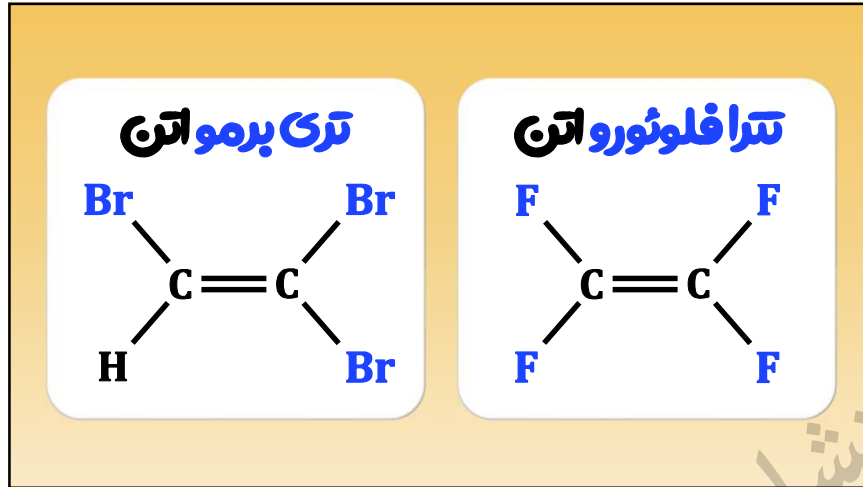 تترا فلوئورو اتن
F F
C C
F F
تری برمو اتن
Br Br
C C
H Br